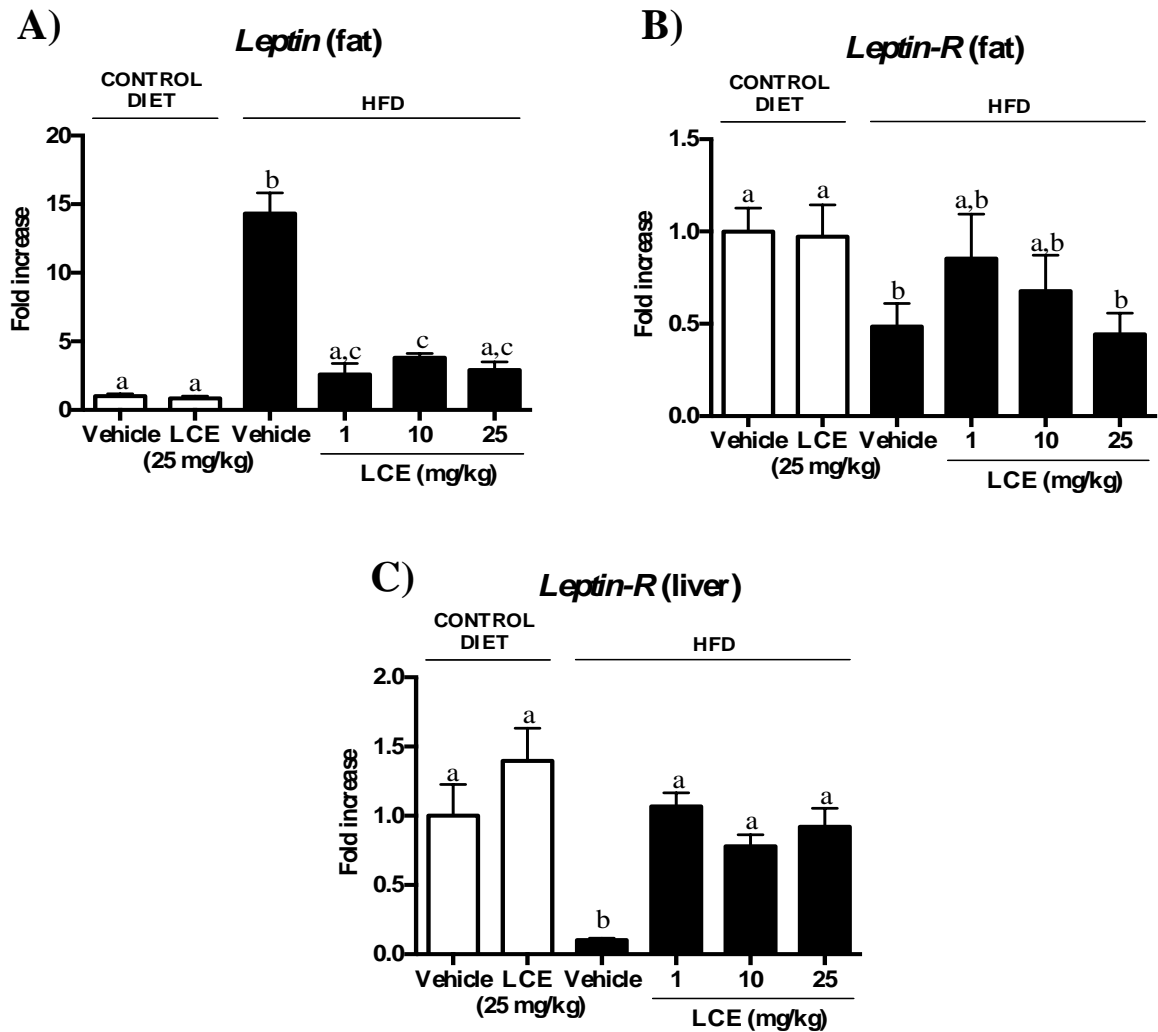 A)
Leptin (fat)
CONTROL
DIET
HFD
Fold increase
20
15
10
5
0
a
a
b
a,c
c
a,c
Vehicle LCE Vehicle 1 10 25
(25 mg/kg)
LCE (mg/kg)
B)
Leptin-R (fat)
CONTROL
DIET
HFD
Fold increase
1.5
1.0
0.5
0.0
a
a
b
a,b
a,b
b
Vehicle LCE Vehicle 1 10 25
(25 mg/kg)
LCE (mg/kg)
C)
Leptin-R (liver)
CONTROL
DIET
HFD
Fold increase
2.0
1.5
1.0
0.5
0.0
a
a
b
a
a
a
Vehicle LCE Vehicle 1 10 25
(25 mg/kg)
LCE (mg/kg)